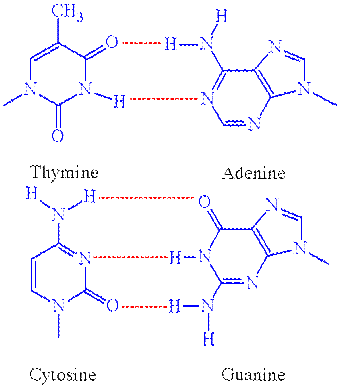 CH₃
H
O H N N
N N H N N N
O
Thymine Adenine
H H O N
N
N N H N N
N O H N
H
Cytosine Guanine